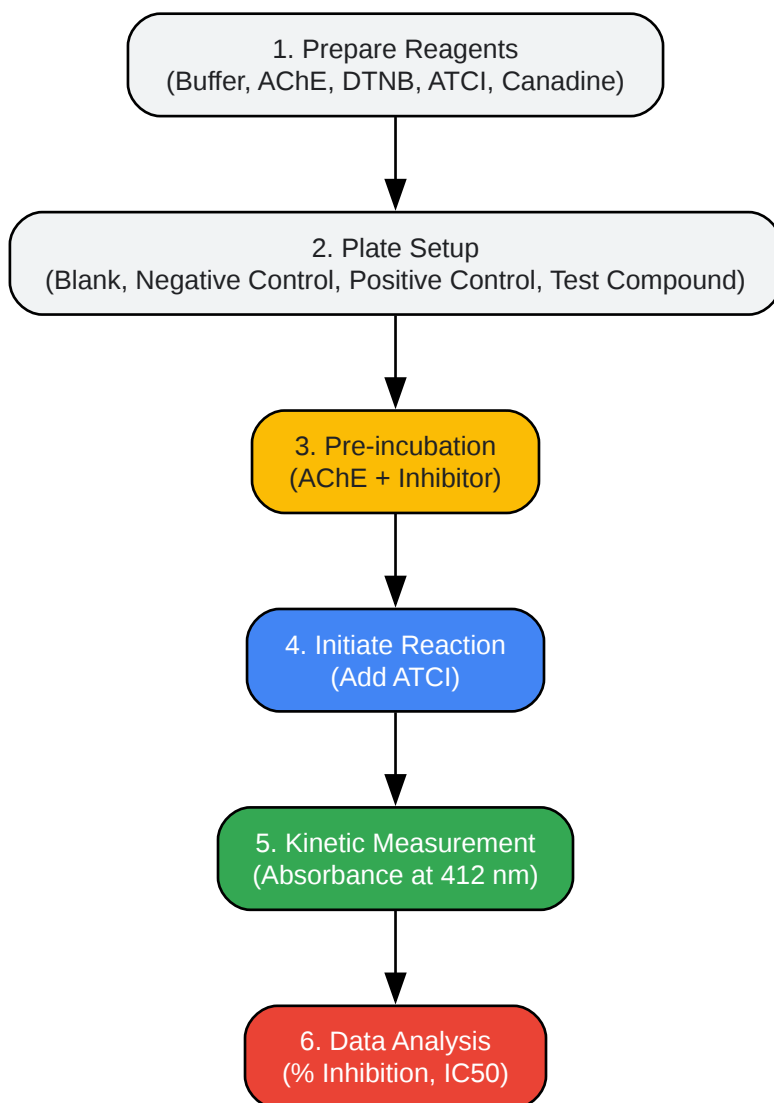 1. Prepare Reagents
(Buffer, AChE, DTNB, ATCI, Canadine)
2. Plate Setup
(Blank, Negative Control, Positive Control, Test Compound)
3. Pre-incubation
(AChE + Inhibitor)
4. Initiate Reaction
(Add ATCI)
5. Kinetic Measurement
(Absorbance at 412 nm)
6. Data Analysis
(% Inhibition, IC50)